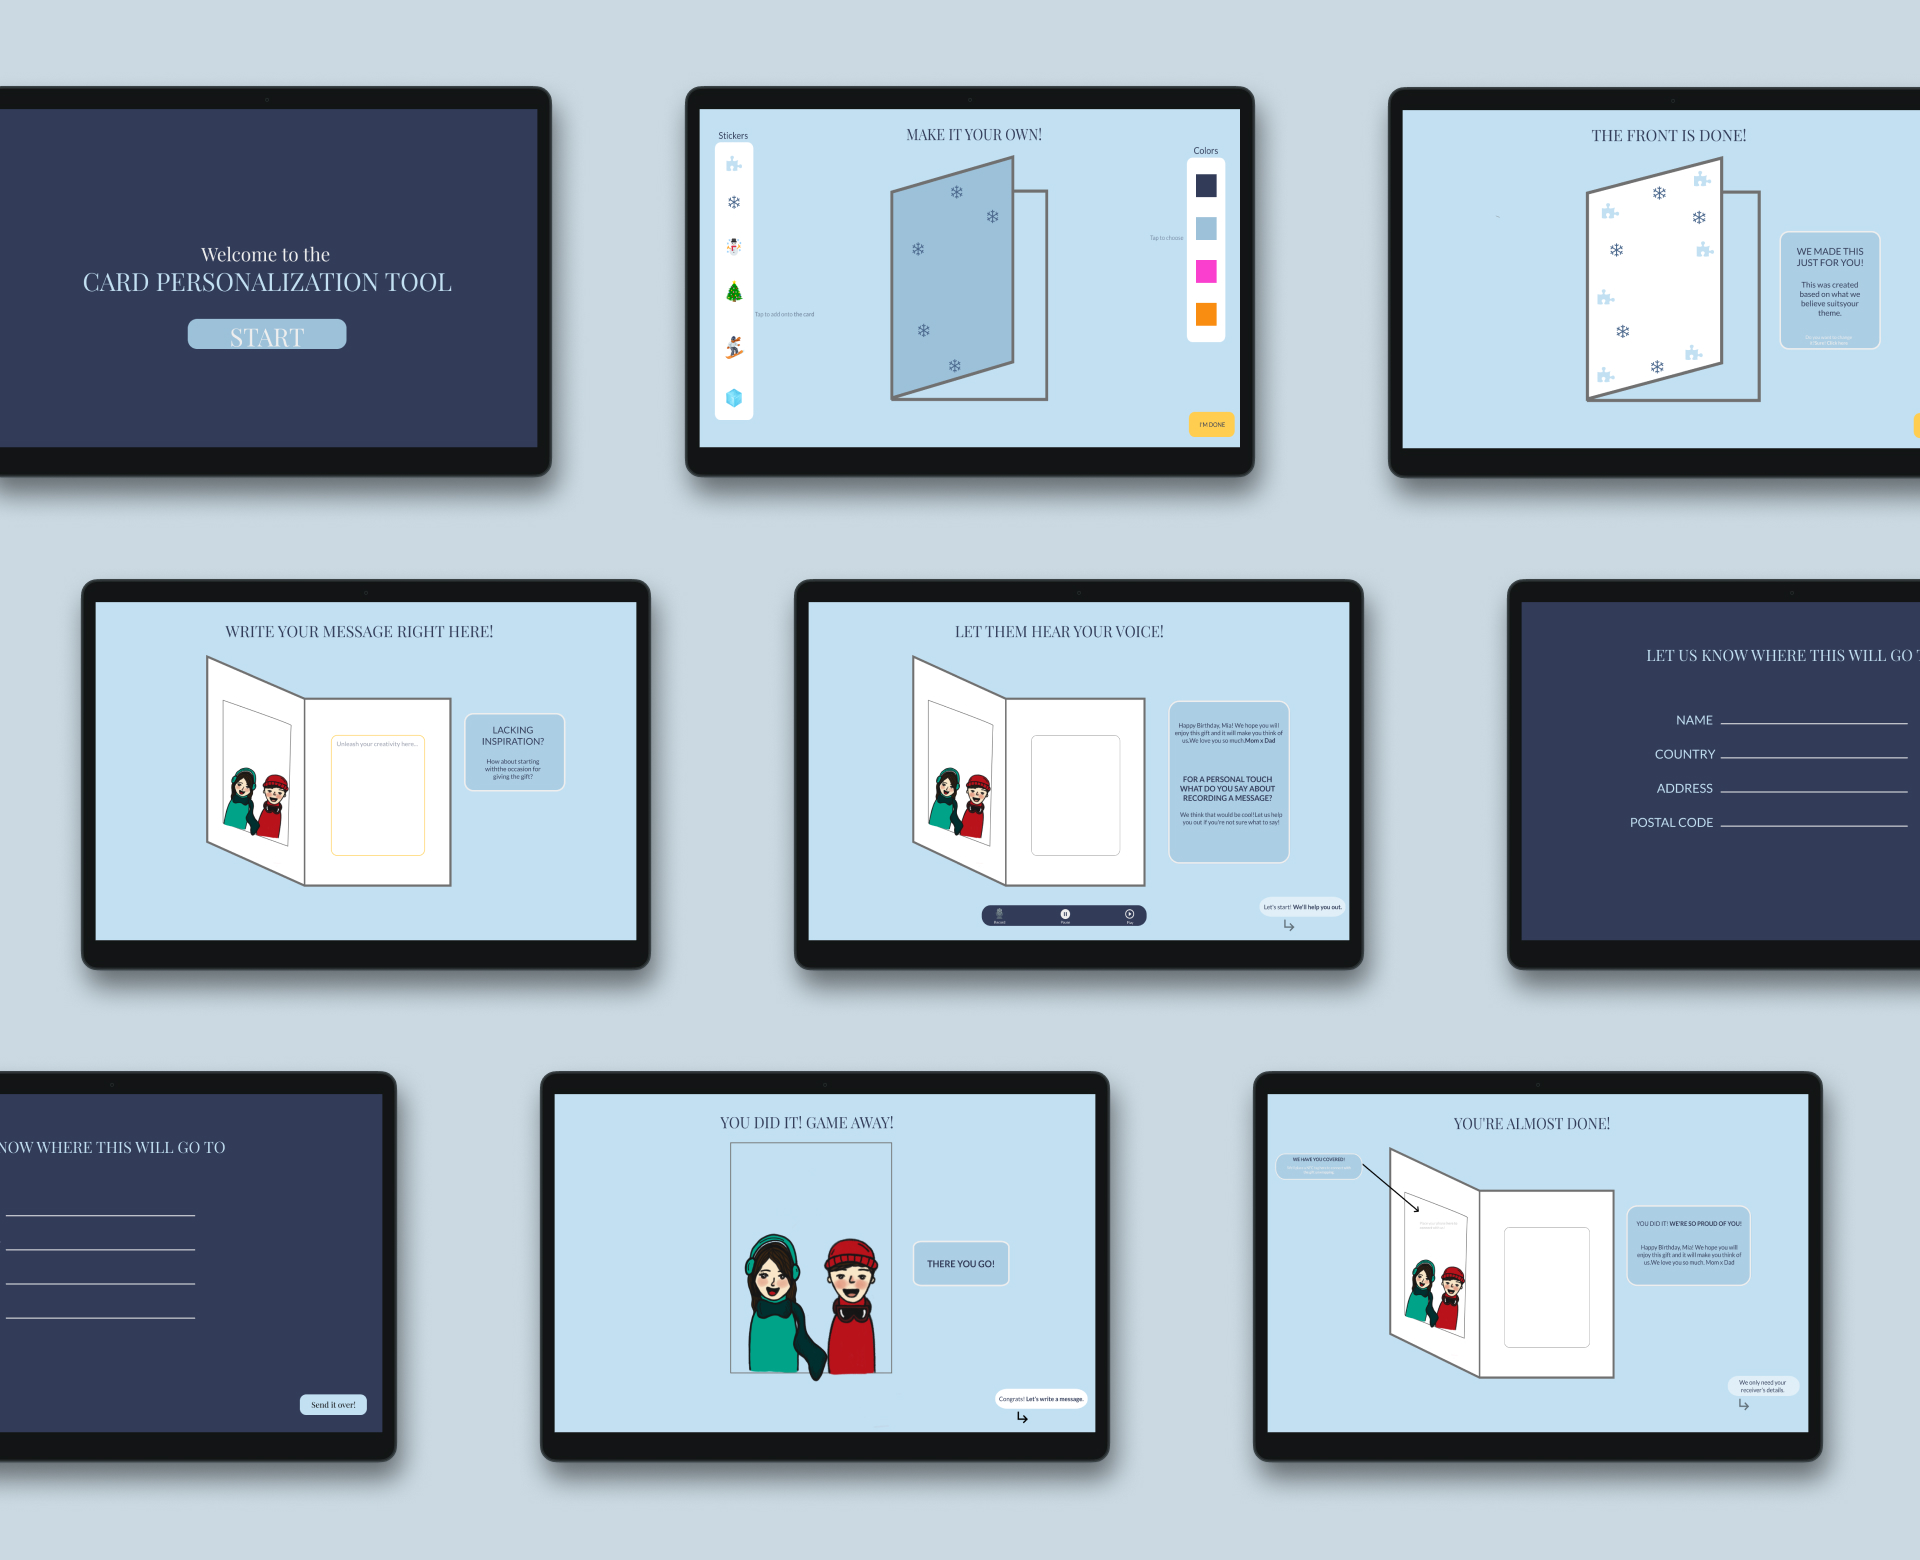 Welcome to the
CARD PERSONALIZATION TOOL
START
MAKE IT YOUR OWN!
Stickers
Colors
Tap to choose
Tap to add onto the card
I'M DONE
THE FRONT IS DONE!
WE MADE THIS
JUST FOR YOU!
This was created
based on what we
believe suitsyour
theme.
WRITE YOUR MESSAGE RIGHT HERE!
Unleash your creativity here...
LACKING
INSPIRATION?
How about starting
withthe occasion for
giving the gift?
LET THEM HEAR YOUR VOICE!
Happy Birthday, Mia! We hope you will
enjoy this gift and it will make you think of
us.We love you so much.Mom x Dad
FOR A PERSONAL TOUCH
WHAT DO YOU SAY ABOUT
RECORDING A MESSAGE?
We think that would be cool!Let us help
you out if you're not sure what to say!
Record
Pause
Play
Let's start! We'll help you out.
LET US KNOW WHERE THIS WILL GO
NAME
COUNTRY
ADDRESS
POSTAL CODE
NOW WHERE THIS WILL GO TO
Send it over!
YOU DID IT! GAME AWAY!
THERE YOU GO!
Congrats! Let's write a message.
YOU'RE ALMOST DONE!
WE HAVE YOU COVERED!
YOU DID IT! WE'RE SO PROUD OF YOU!
Happy Birthday, Mia! We hope you will
enjoy this gift and it will make you think of
us.We love you so much. Mom x Dad
We only need your
receiver's details.